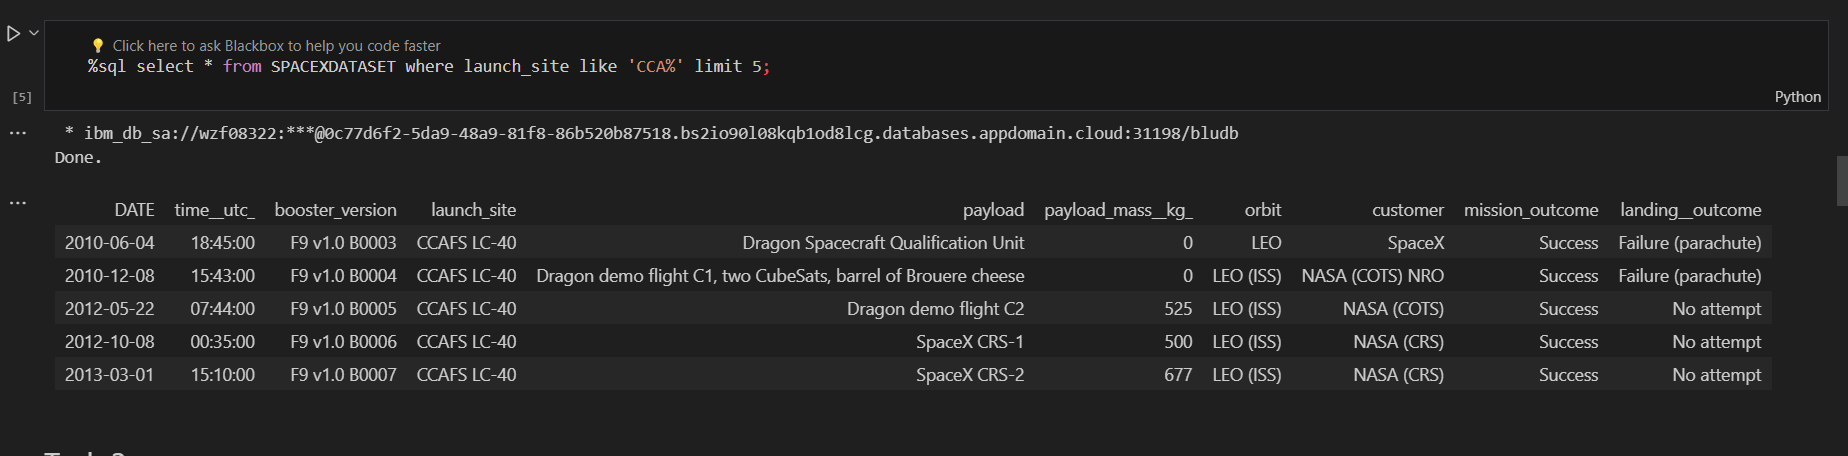 Click here to ask Blackbox to help you code faster
%sql select * from SPACEXDATASET where launch_site like 'CCA%' limit 5;
[5]
Python
* ibm_db_sa://wzf08322:***@0c77d6f2-5da9-48a9-81f8-86b520b87518.bs2io90l08kqb1od8lcg.databases.appdomain.cloud:31198/bludb
Done.
DATE time__utc_ booster_version launch_site payload payload_mass__kg_ orbit customer mission_outcome landing__outcome
2010-06-04 18:45:00 F9 v1.0 B0003 CCAFS LC-40 Dragon Spacecraft Qualification Unit 0 LEO SpaceX Success Failure (parachute)
2010-12-08 15:43:00 F9 v1.0 B0004 CCAFS LC-40 Dragon demo flight C1, two CubeSats, barrel of Brouere cheese 0 LEO (ISS) NASA (COTS) NRO Success Failure (parachute)
2012-05-22 07:44:00 F9 v1.0 B0005 CCAFS LC-40 Dragon demo flight C2 525 LEO (ISS) NASA (COTS) Success No attempt
2012-10-08 00:35:00 F9 v1.0 B0006 CCAFS LC-40 SpaceX CRS-1 500 LEO (ISS) NASA (CRS) Success No attempt
2013-03-01 15:10:00 F9 v1.0 B0007 CCAFS LC-40 SpaceX CRS-2 677 LEO (ISS) NASA (CRS) Success No attempt